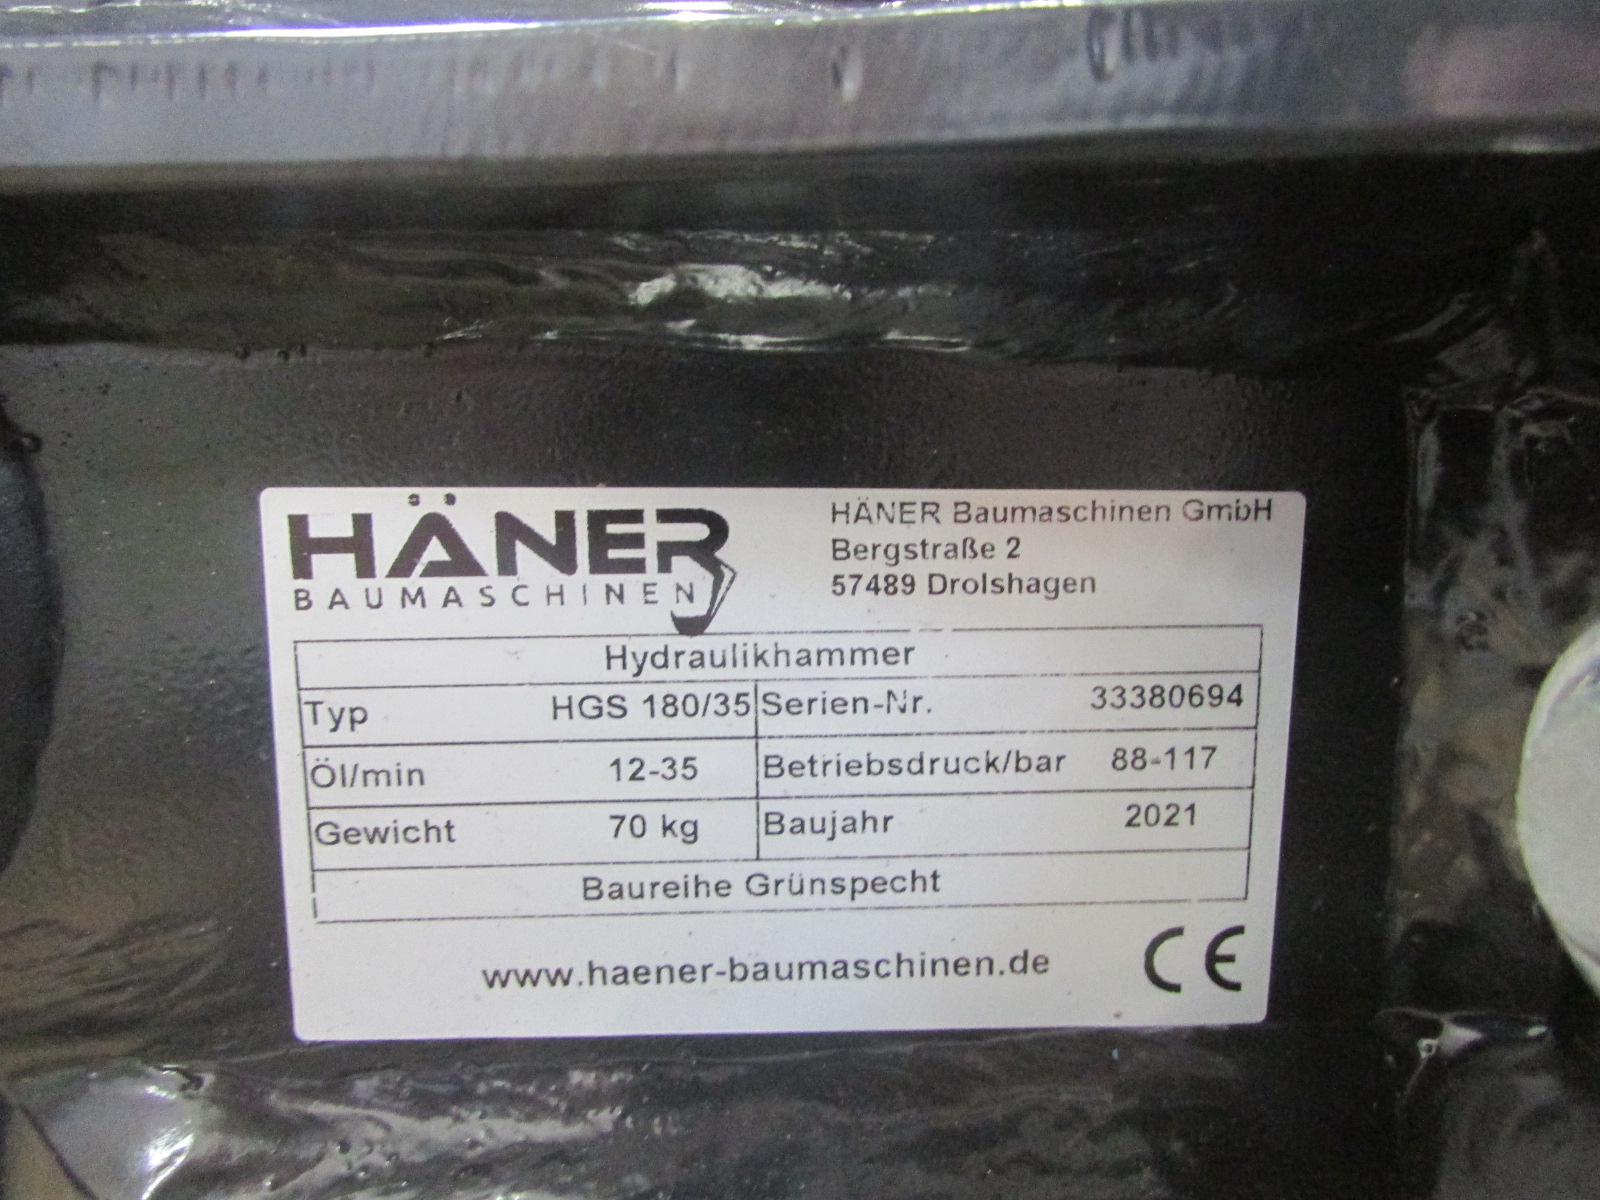 HÄNER
BAUMASCHINEN
HÄNER Baumaschinen GmbH
Bergstraße 2
57489 Drolshagen
Hydraulikhammer
Typ HGS 180/35 Serien-Nr. 33380694
Öl/min 12-35 Betriebsdruck/bar 88-117
Gewicht 70 kg Baujahr 2021
Baureihe Grünspecht
www.haener-baumaschinen.de CE